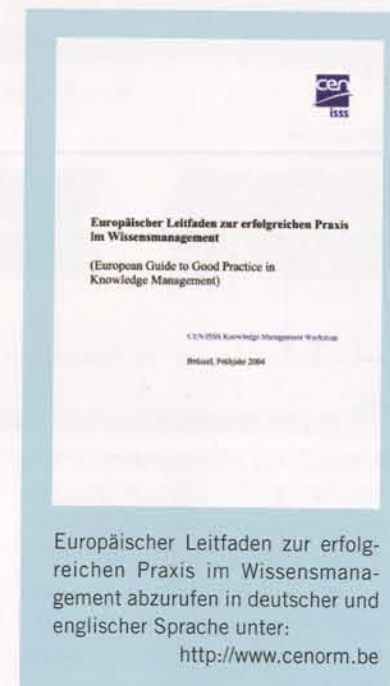 cen
isss
Europäischer Leitfaden zur erfolgreichen Praxis
im Wissensmanagement
(European Guide to Good Practice in
Knowledge Management)
CEN/ISSS Knowledge Management Workshop
Brüssel, Frühjahr 2004
Europäischer Leitfaden zur erfolg-
reichen Praxis im Wissensmana-
gement abzurufen in deutscher und
englischer Sprache unter:
http://www.cenorm.be